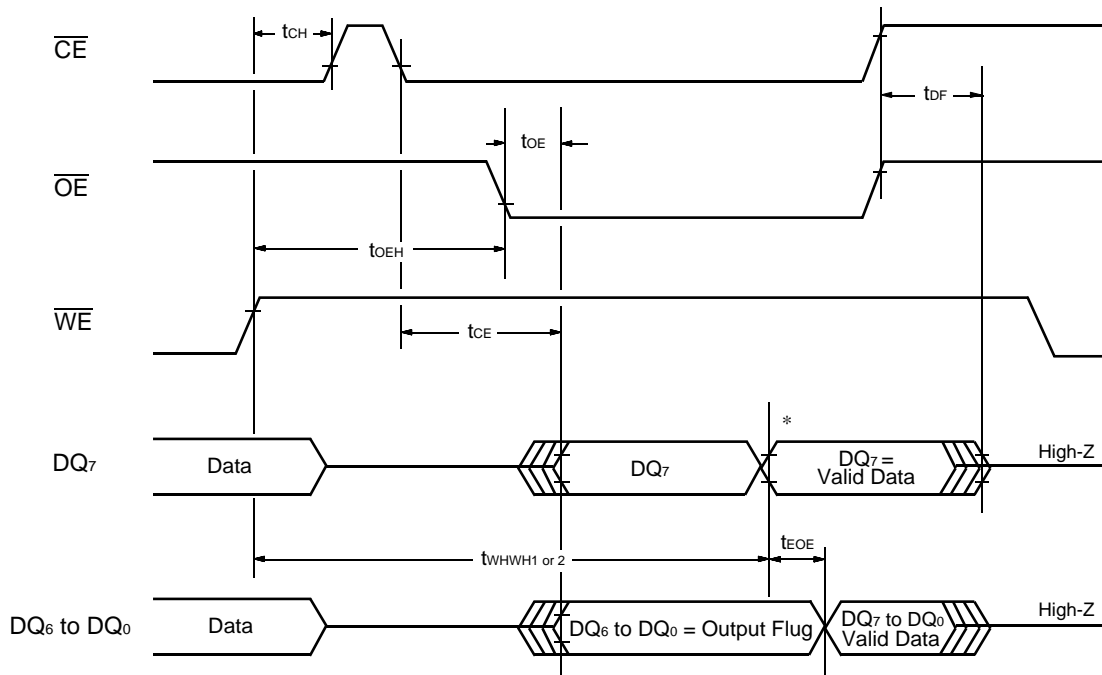 CE
tCH
tDF
OE
tOE
tOEH
WE
tCE
*
DQ7
Data
DQ7
DQ7 =
Valid Data
High-Z
tWHWH1 or 2
tEOE
DQ6 to DQ0
Data
DQ6 to DQ0 = Output Flug
DQ7 to DQ0
Valid Data
High-Z